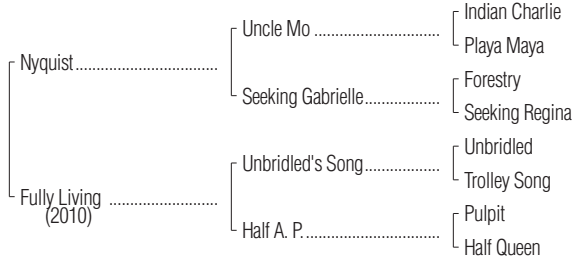 Indian Charlie
Uncle Mo ................................
Playa Maya
Nyquist....................................
Forestry
Seeking Gabrielle...................
Seeking Regina
Unbridled
Unbridled's Song...................
Trolley Song
Fully Living ...........................
(2010)
Pulpit
Half A. P..................................
Half Queen